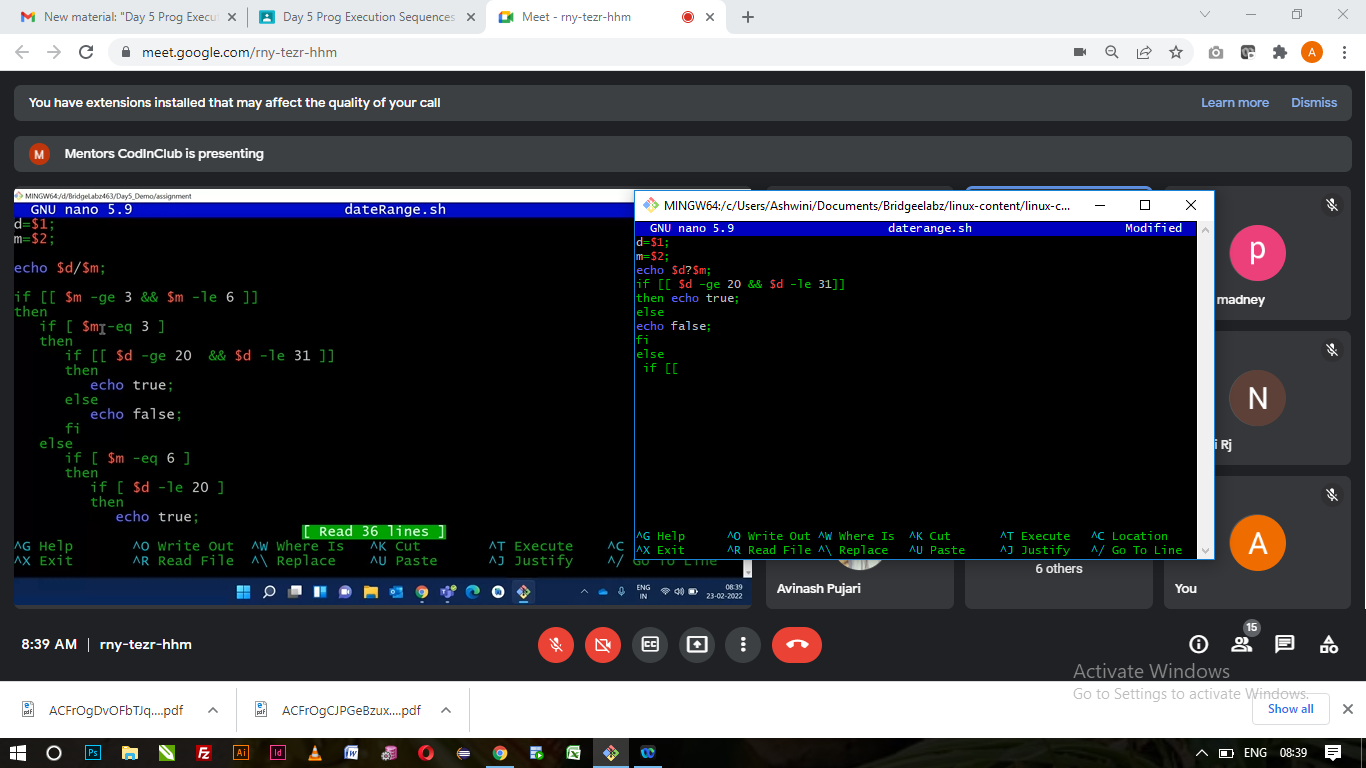 New material: "Day 5 Prog Execu
Day 5 Prog Execution Sequences
Meet - rny-tezr-hhm
meet.google.com/rny-tezr-hhm
A
You have extensions installed that may affect the quality of your call
Learn more
Dismiss
M
Mentors CodInClub is presenting
MINGW64:/d/BridgeLabz463/Day5_Demo/assignment
GNU nano 5.9
dateRange.sh
d=$1;
m=$2;
echo $d/$m;
if [[ $m -ge 3 && $m -le 6 ]]
then
if [ $m -eq 3 ]
then
if [[ $d -ge 20 && $d -le 31 ]]
then
echo true;
else
echo false;
fi
else
if [ $m -eq 6 ]
then
if [ $d -le 20 ]
then
echo true;
[ Read 36 lines ]
^G Help ^O Write Out ^W Where Is ^K Cut ^T Execute ^C
^X Exit ^R Read File ^\ Replace ^U Paste ^J Justify ^/ Go To Line
ENG
IN
08:39
23-02-2022
MINGW64:/c/Users/Ashwini/Documents/Bridgeelabz/linux-content/linux-c...
GNU nano 5.9
daterange.sh
Modified
d=$1;
m=$2;
echo $d?$m;
if [[ $d -ge 20 && $d -le 31]]
then echo true;
else
echo false;
fi
else
if [[
^G Help ^O Write Out ^W Where Is ^K Cut ^T Execute ^C Location
^X Exit ^R Read File ^\ Replace ^U Paste ^J Justify ^/ Go To Line
p
madney
N
i Rj
A
Avinash Pujari
6 others
You
8:39 AM | rny-tezr-hhm
15
Activate Windows
Go to Settings to activate Windows.
ACFrOgDvOFbTJq....pdf
ACFrOgCJPGeBzux....pdf
Show all
ENG
08:39